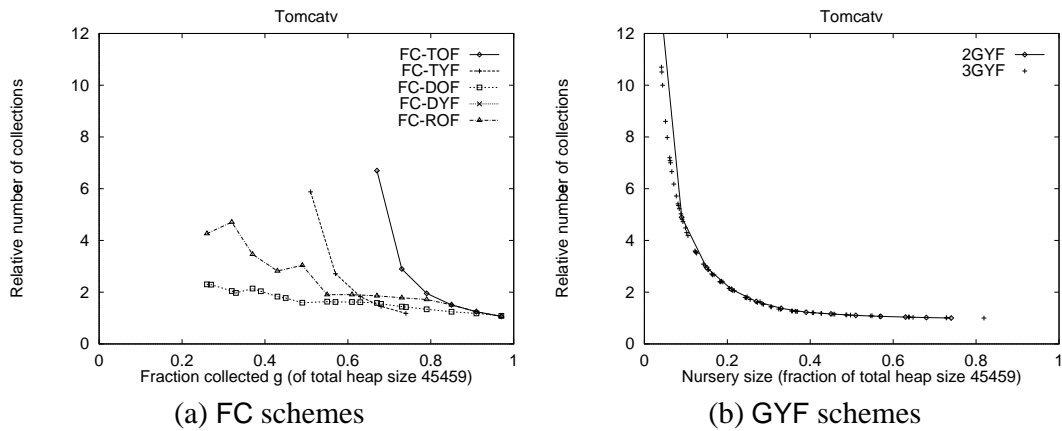 Tomcatv
12
10
8
6
4
2
0
Relative number of collections
FC-TOF
FC-TYF
FC-DOF
FC-DYF
FC-ROF
0 0.2 0.4 0.6 0.8 1
Fraction collected g (of total heap size 45459)
(a) FC schemes
Tomcatv
12
10
8
6
4
2
0
Relative number of collections
2GYF
3GYF
0 0.2 0.4 0.6 0.8 1
Nursery size (fraction of total heap size 45459)
(b) GYF schemes